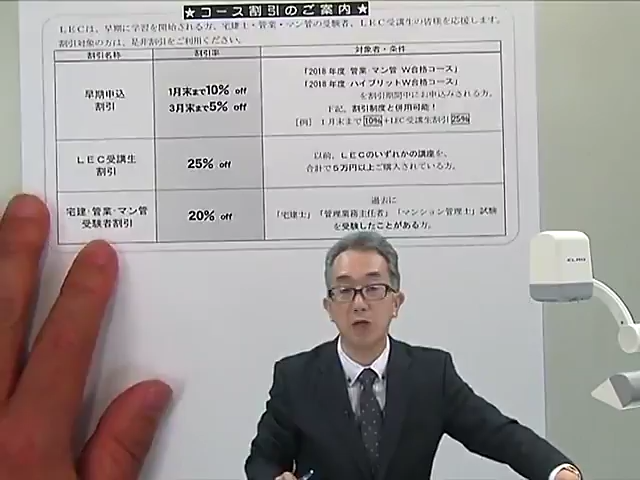 ★コース割引のご案内★
LECは、早期に学習を開始される方、宅建士・管業・マン管の受験者、LEC受講生の皆様を応援します。
割引対象の方は、是非割引をご利用ください。
割引名称 割引率 対象者・条件
早期申込
割引
1月末まで10% off
3月末まで5% off
「2018年度 管業 マン管 W合格コース」
「2018年度 ハイブリットW合格コース」
を割引期間中にお申込みされる方。
下記、割引制度と併用可能！
[例] 1月末まで10%+LEC受講生割引25%
LEC受講生
割引
25% off
以前、LECのいずれかの講座を、
合計で5万円以上ご購入されている方。
宅建・管業・マン管
受験者割引
20% off
過去に
「宅建士」「管理業務主任者」「マンション管理士」試験
を受験したことがある方。
ELMO